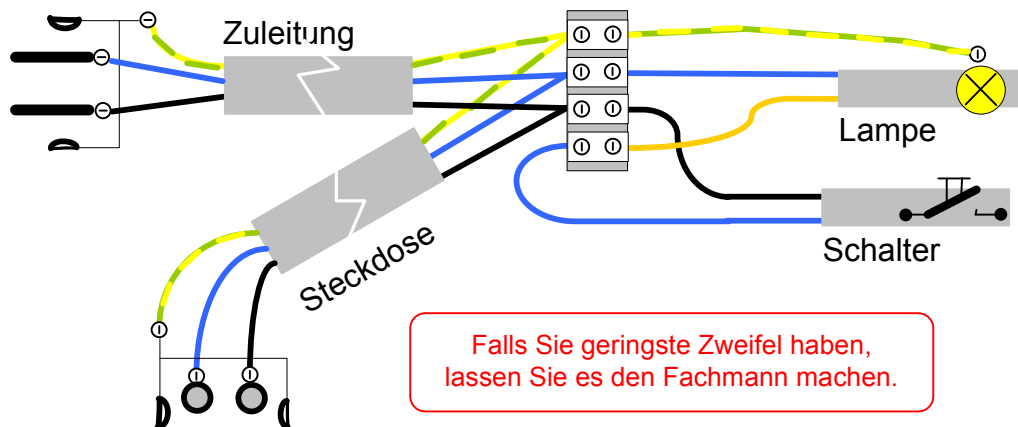 Zuleitung
Lampe
Schalter
Steckdose
Falls Sie geringste Zweifel haben,
lassen Sie es den Fachmann machen.